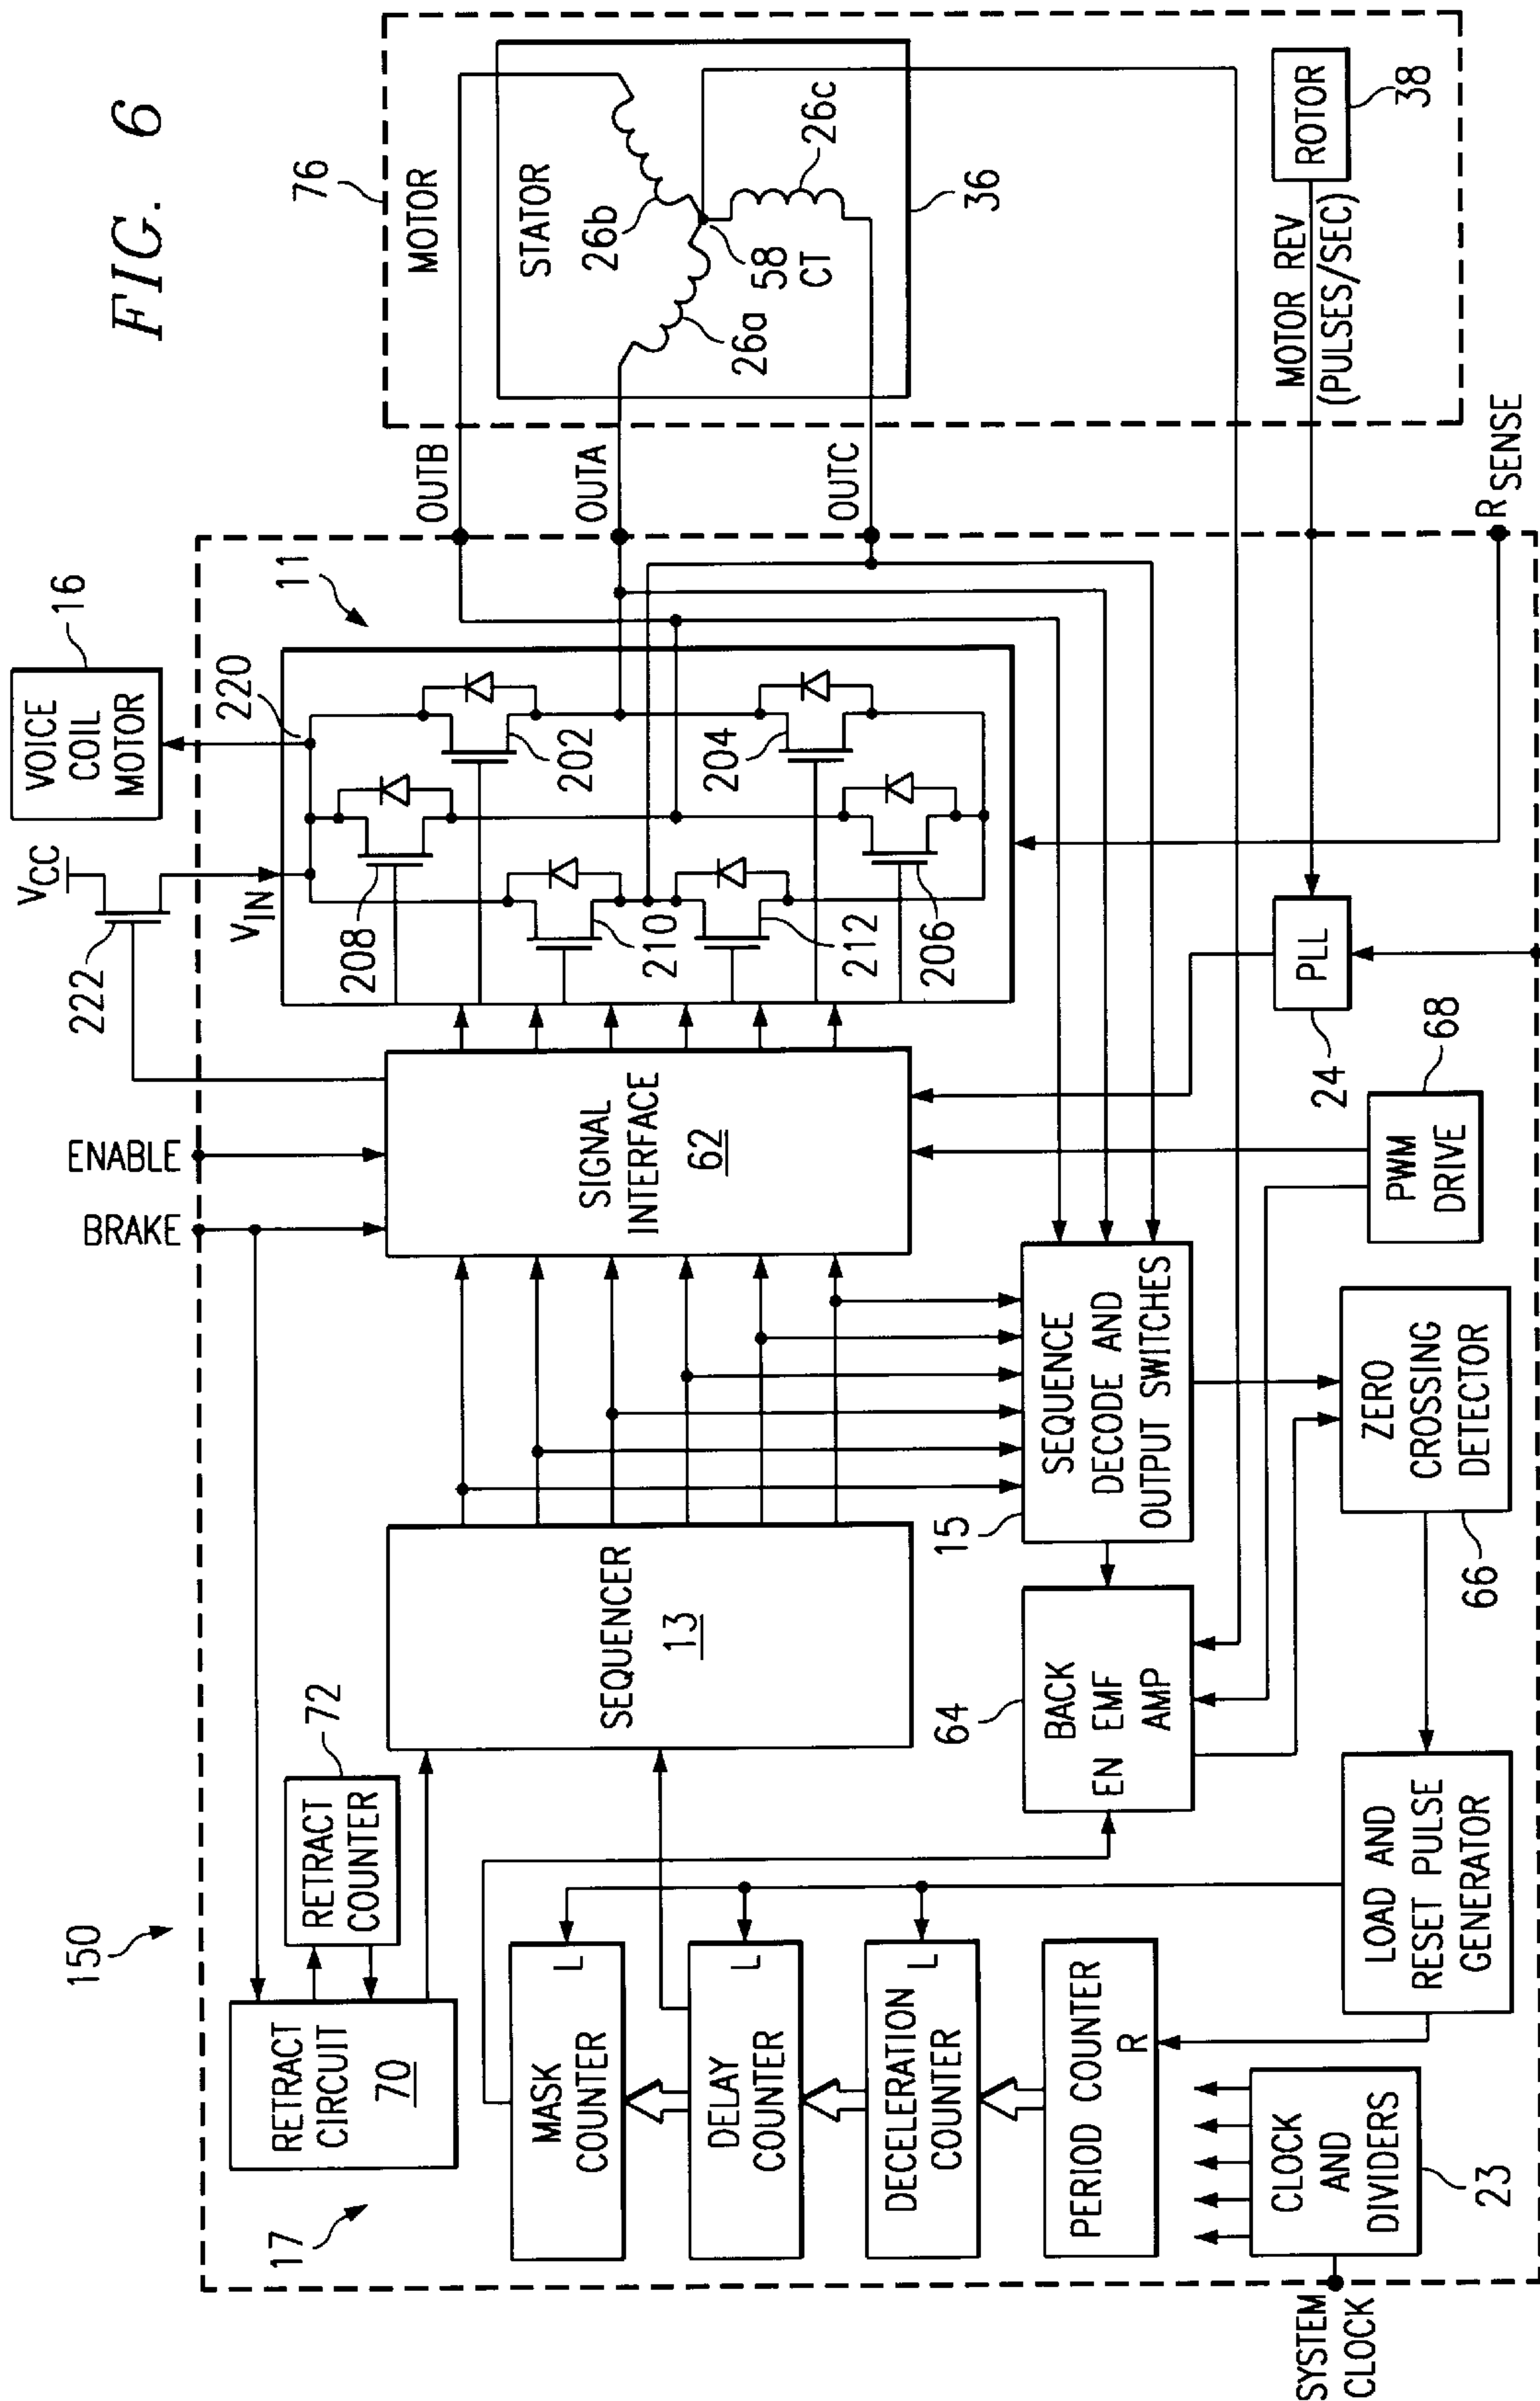 FIG. 6
150
17
RETRACT
CIRCUIT
70
RETRACT
COUNTER
72
BRAKE
ENABLE
222
VCC
VIN
VOICE
COIL
MOTOR
16
220
11
208
210
202
204
212
206
OUTB
OUTA
OUTC
76
MOTOR
STATOR
26b
26a
58
CT
26c
36
MOTOR REV
(PULSES/SEC)
ROTOR
38
RSENSE
SEQUENCER
13
SIGNAL
INTERFACE
62
MASK
COUNTER
L
DELAY
COUNTER
L
DECELERATION
COUNTER
L
PERIOD COUNTER
R
64
BACK
EN EMF
AMP
15
SEQUENCE
DECODE AND
OUTPUT SWITCHES
PLL
24
PWM
DRIVE
68
ZERO
CROSSING
DETECTOR
66
LOAD AND
RESET PULSE
GENERATOR
CLOCK
AND
DIVIDERS
23
SYSTEM
CLOCK